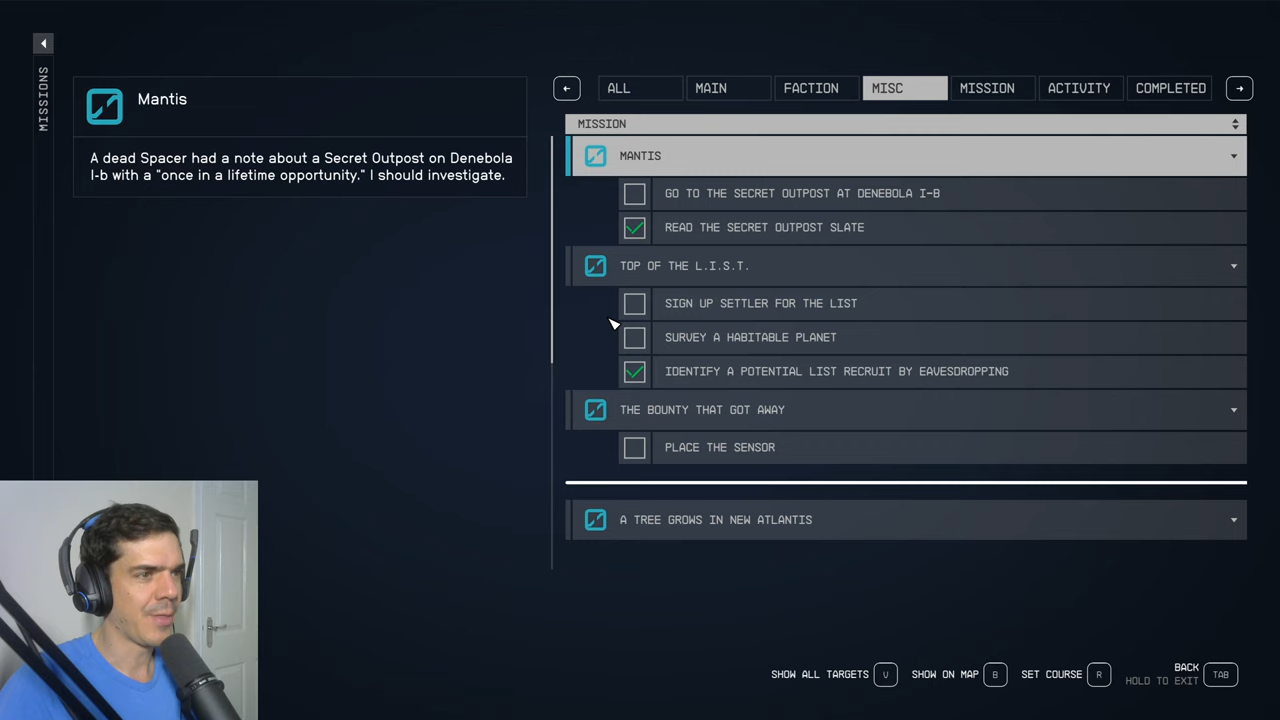 MISSIONS
Mantis
A dead Spacer had a note about a Secret Outpost on Denebola
I-b with a "once in a lifetime opportunity." I should investigate.
ALL
MAIN
FACTION
MISC
MISSION
ACTIVITY
COMPLETED
MISSION
MANTIS
GO TO THE SECRET OUTPOST AT DENEBOLA I-B
READ THE SECRET OUTPOST SLATE
TOP OF THE L.I.S.T.
SIGN UP SETTLER FOR THE LIST
SURVEY A HABITABLE PLANET
IDENTIFY A POTENTIAL LIST RECRUIT BY EAVESDROPPING
THE BOUNTY THAT GOT AWAY
PLACE THE SENSOR
A TREE GROWS IN NEW ATLANTIS
SHOW ALL TARGETS V
SHOW ON MAP B
SET COURSE R
BACK
HOLD TO EXIT
TAB